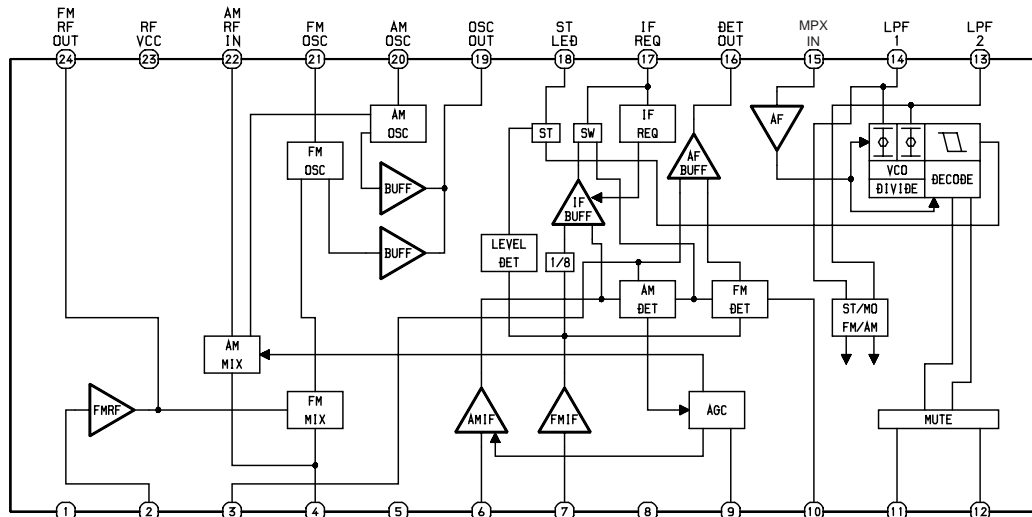 FM RF OUT
RF VCC
AM RF IN
FM OSC
AM OSC
OSC OUT
ST LED
IF REQ
DET OUT
MPX IN
LPF 1
LPF 2
24
23
22
21
20
19
18
17
16
15
14
13
AM OSC
ST
SW
IF REQ
AF
FM OSC
AF BUFF
VCO
DIVIDE
DECODE
BUFF
IF BUFF
BUFF
LEVEL DET
1/8
AM DET
FM DET
ST/MO
FM/AM
AM MIX
FMRF
FM MIX
AMIF
FMIF
AGC
MUTE
1
2
3
4
5
6
7
8
9
10
11
12